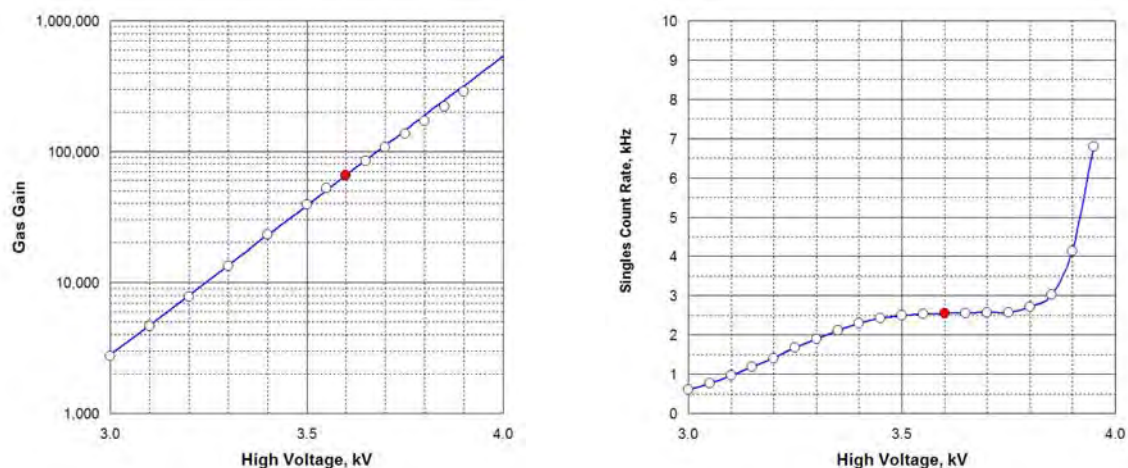 1,000,000
100,000
10,000
1,000
Gas Gain
3.0 3.5 4.0
High Voltage, kV
10
9
8
7
6
5
4
3
2
1
0
Singles Count Rate, kHz
3.0 3.5 4.0
High Voltage, kV